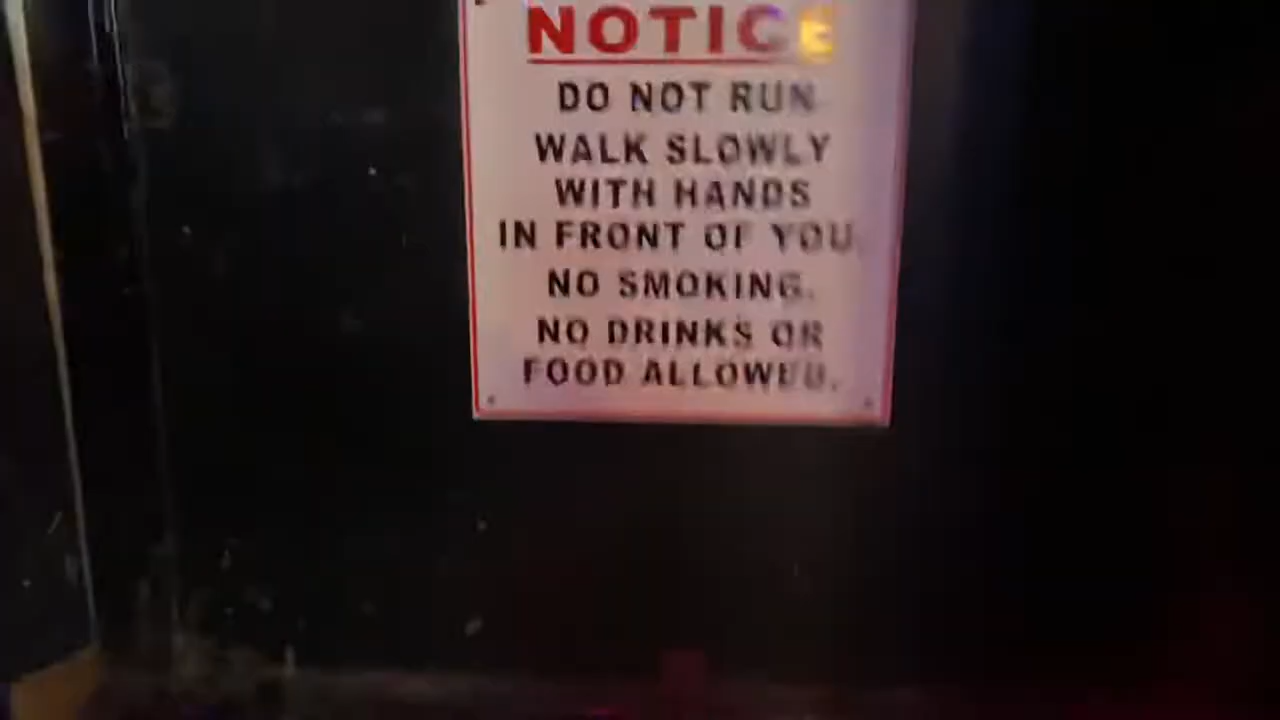 NOTICE
DO NOT RUN
WALK SLOWLY
WITH HANDS
IN FRONT OF YOU.
NO SMOKING.
NO DRINKS OR
FOOD ALLOWED.